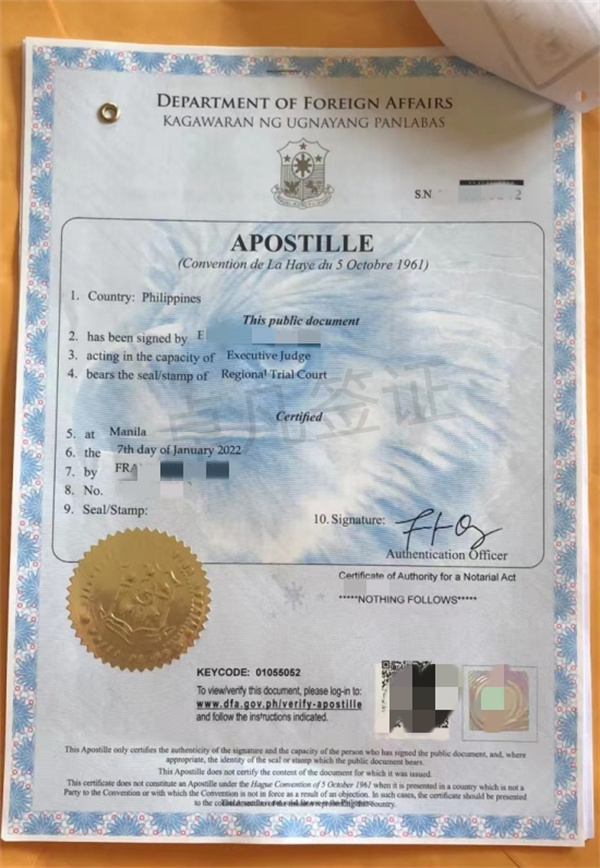 DEPARTMENT OF FOREIGN AFFAIRS
KAGAWARAN NG UGNAYANG PANLABAS
S.N
APOSTILLE
(Convention de La Haye du 5 Octobre 1961)
1. Country: Philippines
This public document
2. has been signed by E
3. acting in the capacity of Executive Judge
4. bears the seal/stamp of Regional Trial Court
Certified
5. at Manila
6. the 7th day of January 2022
7. by FRA
8. No.
9. Seal/Stamp:
10. Signature:
Authentication Officer
Certificate of Authority for a Notarial Act
*****NOTHING FOLLOWS*****
KEYCODE: 01055052
To view/verify this document, please log-in to:
www.dfa.gov.ph/verify-apostille
and follow the instructions indicated.
This Apostille only certifies the authenticity of the signature and the capacity of the person who has signed the public document, and, where
appropriate, the identity of the seal or stamp which the public document bears.
This Apostille does not certify the content of the document for which it was issued.
This certificate does not constitute an Apostille under the Hague Convention of 5 October 1961 when it is presented in a country which is not a
Party to the Convention or with which the Convention is not in force as a result of an objection. In such cases, the certificate should be presented
to the
签证